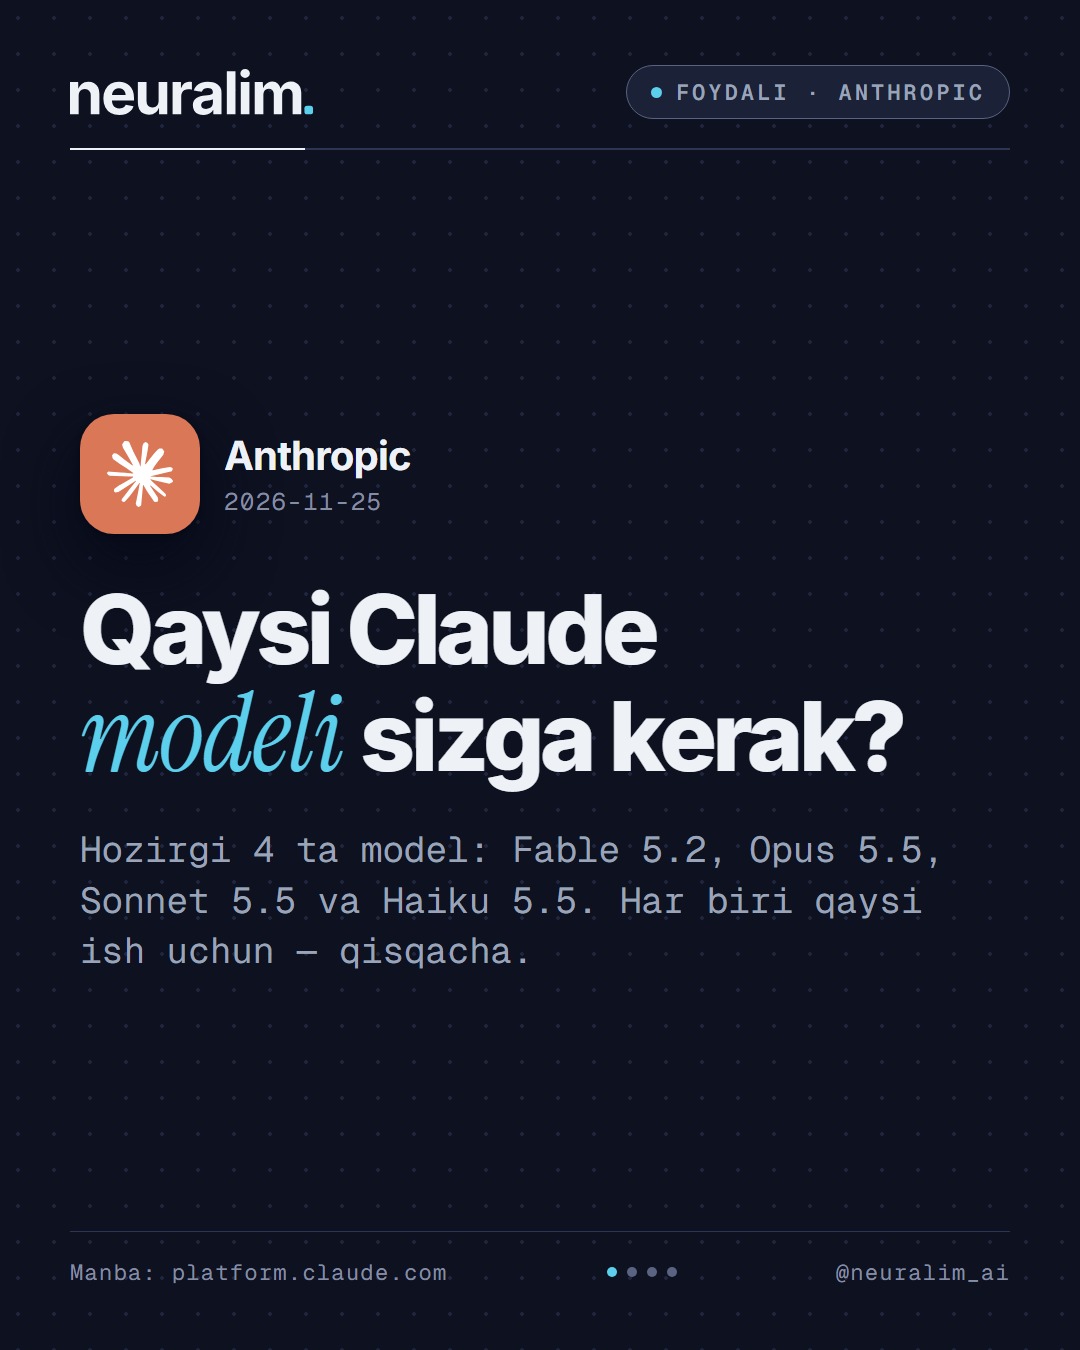 neuralim.
FOYDALI · ANTHROPIC
Anthropic
2026-11-25
Qaysi Claude
modeli sizga kerak?
Hozirgi 4 ta model: Fable 5.2, Opus 5.5,
Sonnet 5.5 va Haiku 5.5. Har biri qaysi
ish uchun — qisqacha.
Manba: platform.claude.com
@neuralim_ai